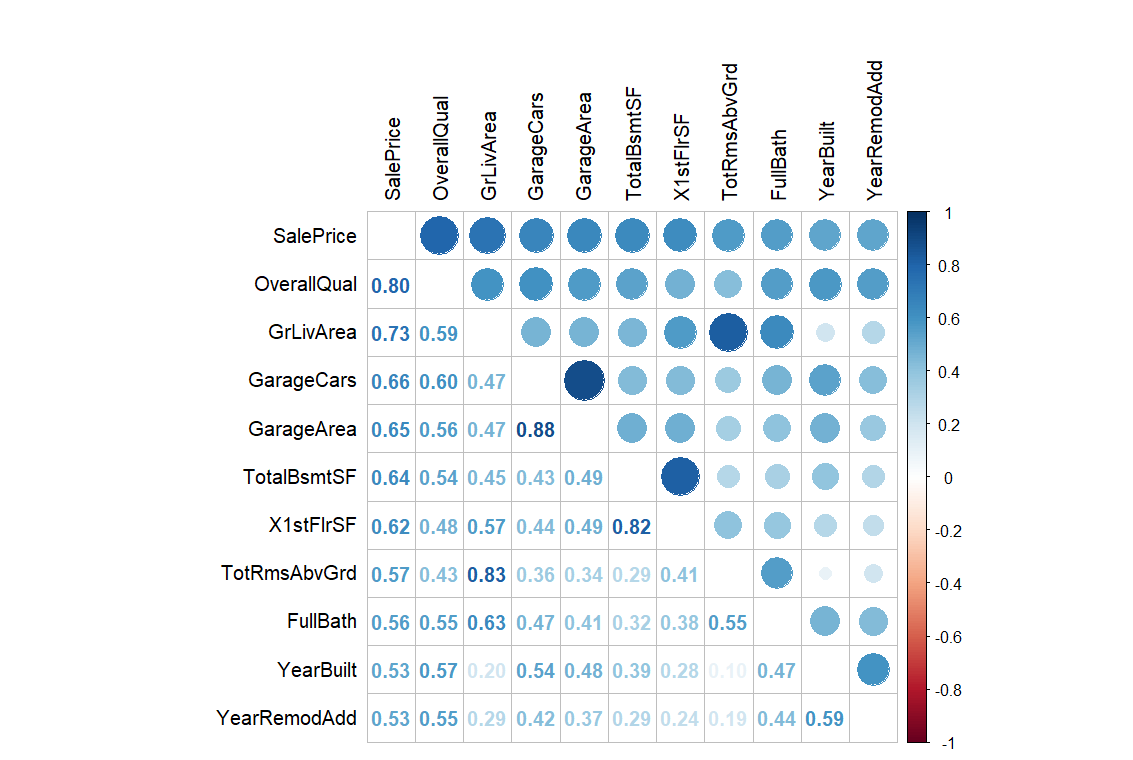 SalePrice OverallQual GrLivArea GarageCars GarageArea TotalBsmtSF X1stFlrSF TotRmsAbvGrd FullBath YearBuilt YearRemodAdd
SalePrice
OverallQual 0.80
GrLivArea 0.73 0.59
GarageCars 0.66 0.60 0.47
GarageArea 0.65 0.56 0.47 0.88
TotalBsmtSF 0.64 0.54 0.45 0.43 0.49
X1stFlrSF 0.62 0.48 0.57 0.44 0.49 0.82
TotRmsAbvGrd 0.57 0.43 0.83 0.36 0.34 0.29 0.41
FullBath 0.56 0.55 0.63 0.47 0.41 0.32 0.38 0.55
YearBuilt 0.53 0.57 0.20 0.54 0.48 0.39 0.28 0.10 0.47
YearRemodAdd 0.53 0.55 0.29 0.42 0.37 0.29 0.24 0.19 0.44 0.59
1
0.8
0.6
0.4
0.2
0
-0.2
-0.4
-0.6
-0.8
-1